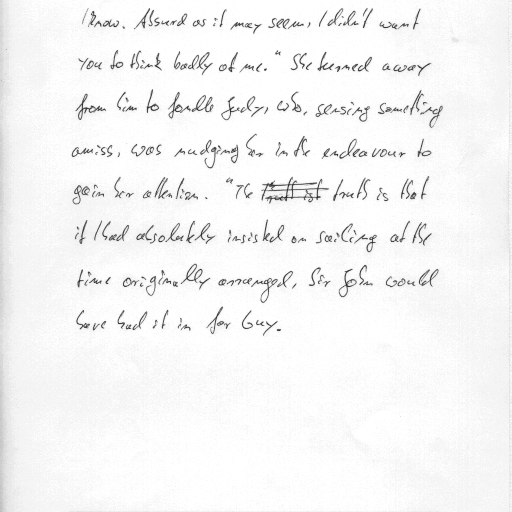 I know. Absurd as it may seem, I didn't want
you to think badly of me." She turned away
from him to fondle Judy, who, sensing something
amiss, was nudging her in the endeavour to
gain her attention. "The truth is that
if I had absolutely insisted on sailing at the
time originally arranged, Sir John would
have had it in for Guy.